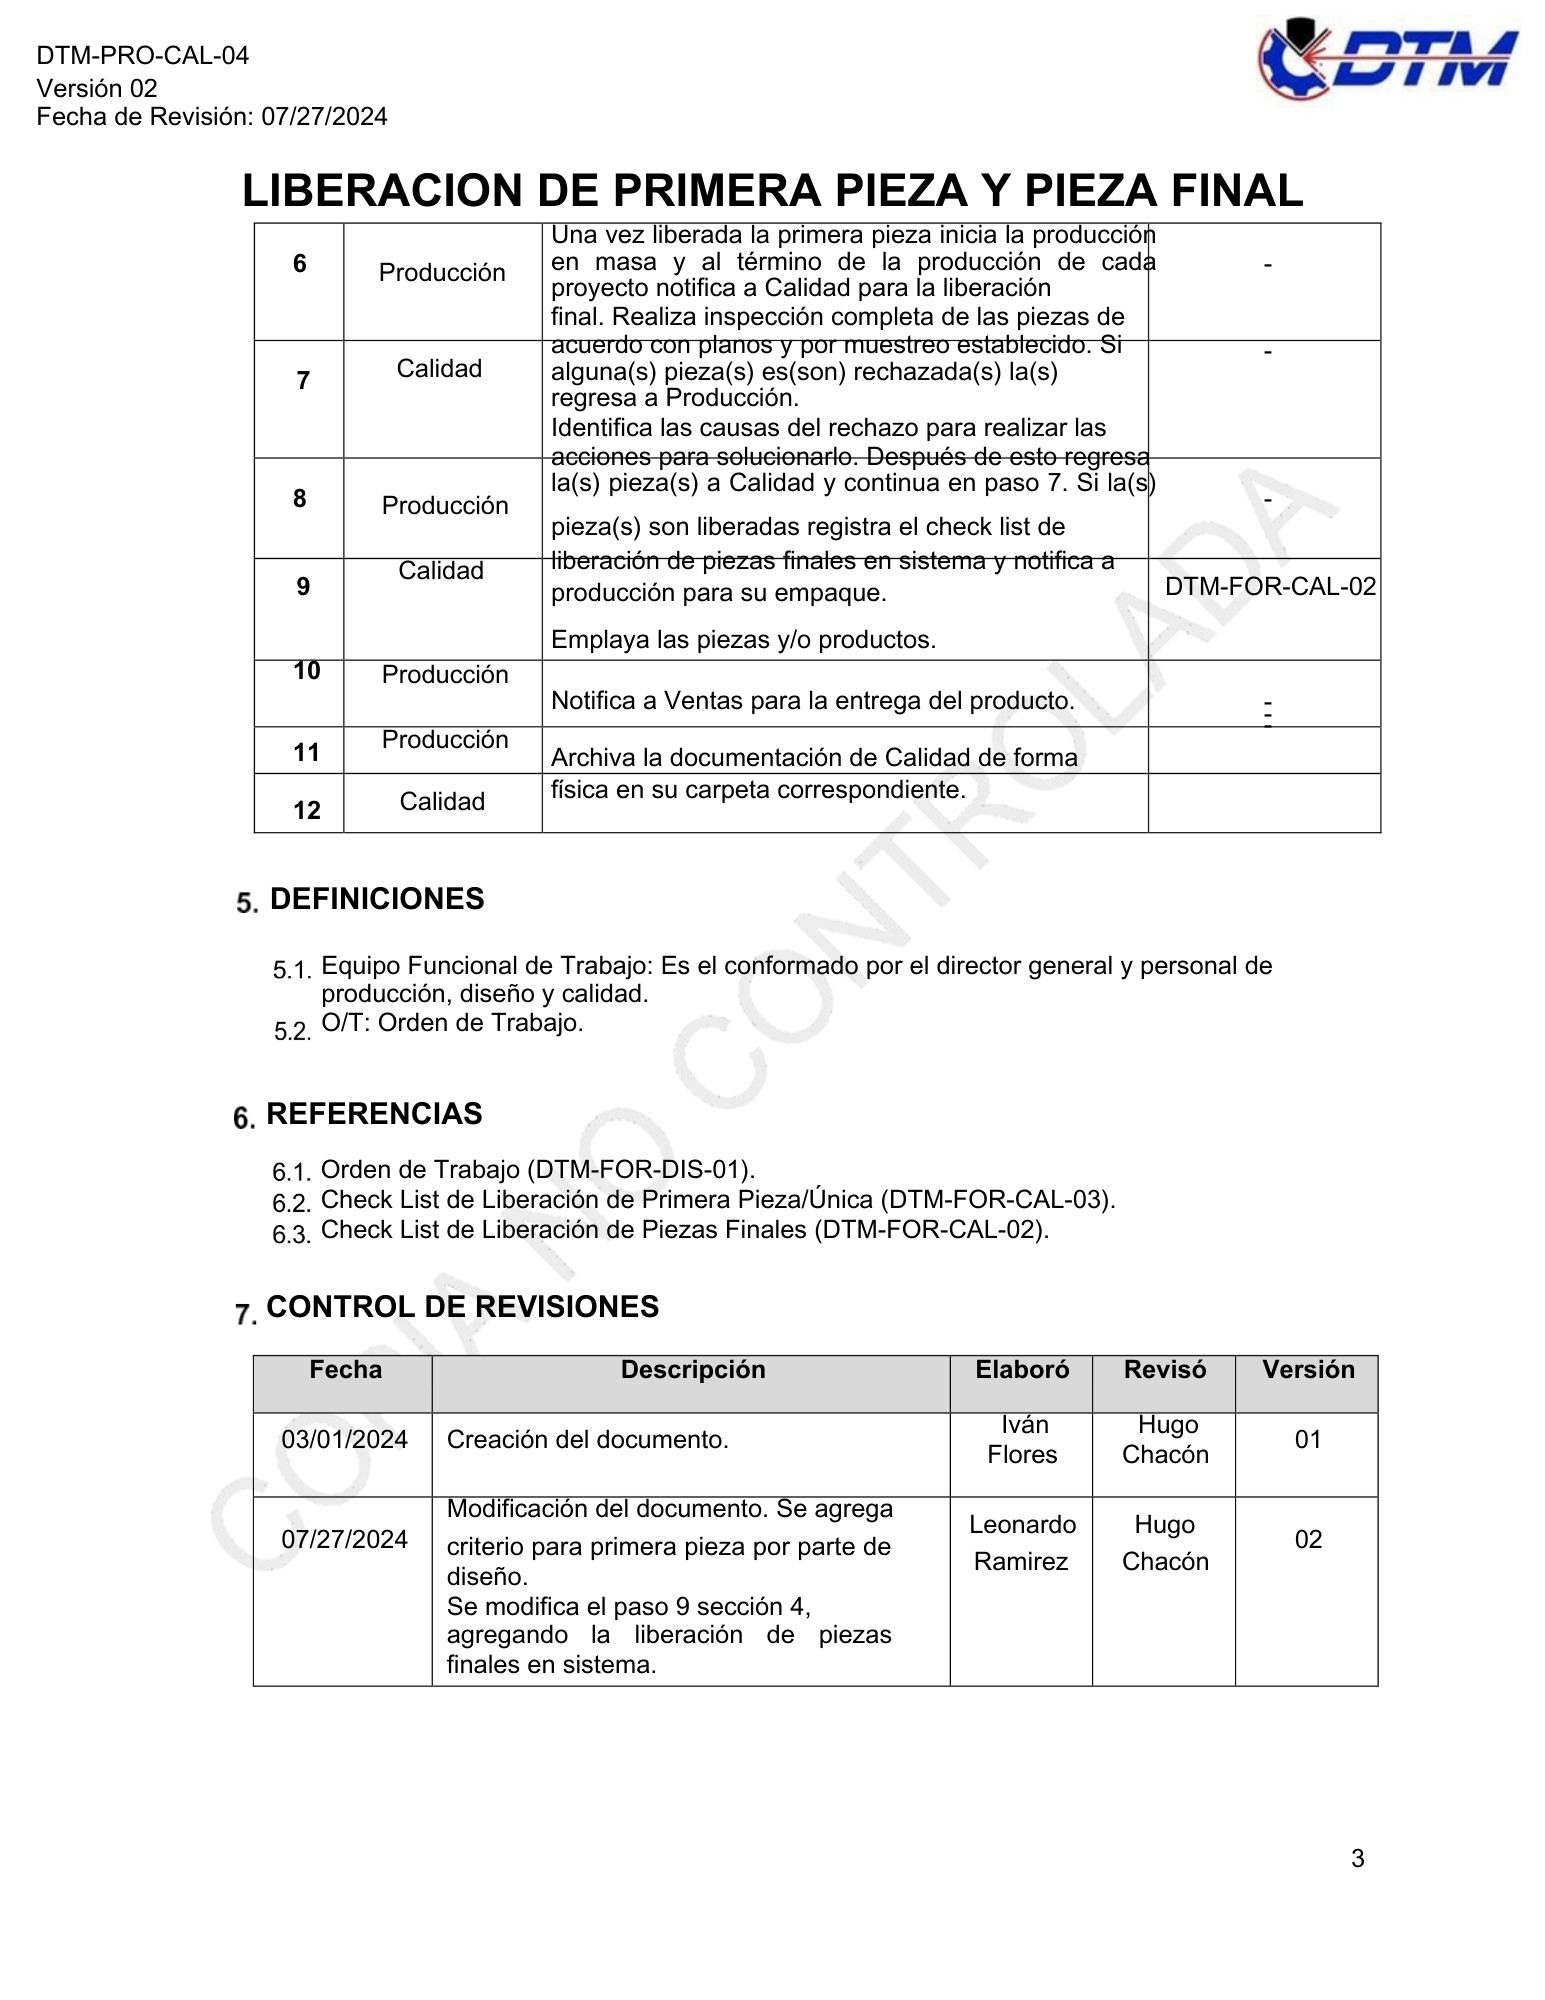 DTM-PRO-CAL-04
Versión 02
Fecha de Revisión: 07/27/2024
DTM
LIBERACION DE PRIMERA PIEZA Y PIEZA FINAL
6
Producción
Una vez liberada la primera pieza inicia la producción
en masa y al término de la producción de cada
proyecto notifica a Calidad para la liberación
final. Realiza inspección completa de las piezas de
-
7
Calidad
acuerdo con planos y por muestreo establecido. Si
alguna(s) pieza(s) es(son) rechazada(s) la(s)
regresa a Producción.
Identifica las causas del rechazo para realizar las
-
8
Producción
acciones para solucionarlo. Después de esto regresa
la(s) pieza(s) a Calidad y continua en paso 7. Si la(s)
pieza(s) son liberadas registra el check list de
-
9
Calidad
liberación de piezas finales en sistema y notifica a
producción para su empaque.
Emplaya las piezas y/o productos.
DTM-FOR-CAL-02
10
Producción
Notifica a Ventas para la entrega del producto.
-
-
-
11
Producción
Archiva la documentación de Calidad de forma
12
Calidad
física en su carpeta correspondiente.
5. DEFINICIONES
5.1. Equipo Funcional de Trabajo: Es el conformado por el director general y personal de
producción, diseño y calidad.
5.2. O/T: Orden de Trabajo.
6. REFERENCIAS
6.1. Orden de Trabajo (DTM-FOR-DIS-01).
6.2. Check List de Liberación de Primera Pieza/Única (DTM-FOR-CAL-03).
6.3. Check List de Liberación de Piezas Finales (DTM-FOR-CAL-02).
7. CONTROL DE REVISIONES
Fecha Descripción Elaboró Revisó Versión
03/01/2024
Creación del documento.
Iván
Flores
Hugo
Chacón
01
07/27/2024
Modificación del documento. Se agrega
criterio para primera pieza por parte de
diseño.
Se modifica el paso 9 sección 4,
agregando la liberación de piezas
finales en sistema.
Leonardo
Ramirez
Hugo
Chacón
02
COPIA NO CONTROLADA
3